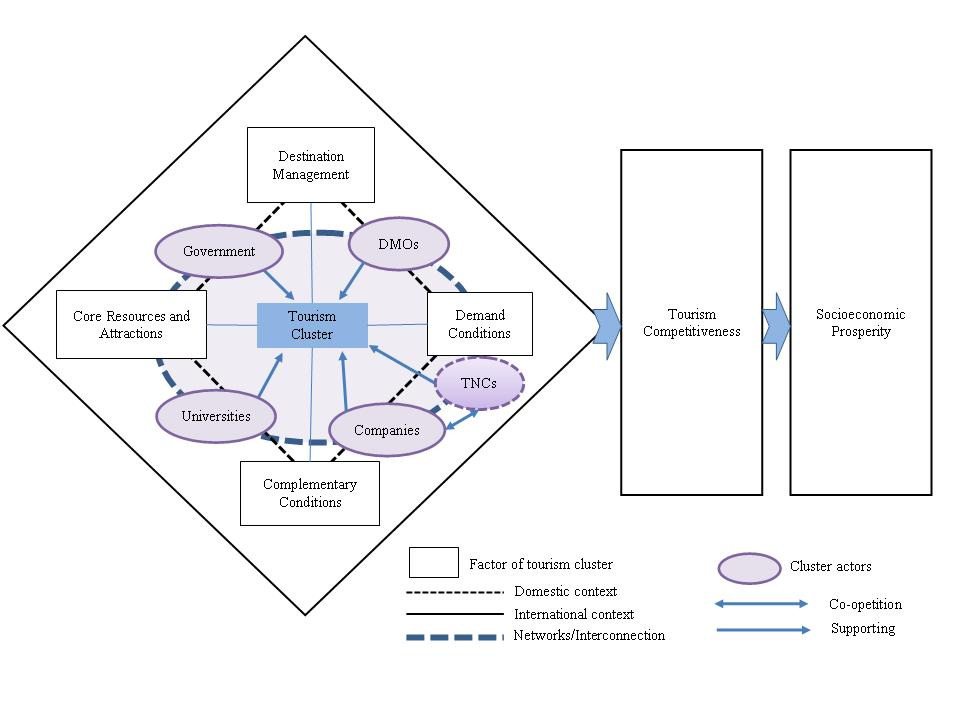 Destination
Management
Government
DMOs
Core Resources and
Attractions
Tourism
Cluster
Demand
Conditions
TNCs
Universities
Companies
Complementary
Conditions
Tourism
Competitiveness
Socioeconomic
Prosperity
Factor of tourism cluster
Domestic context
International context
Networks/Interconnection
Cluster actors
Co-opetition
Supporting